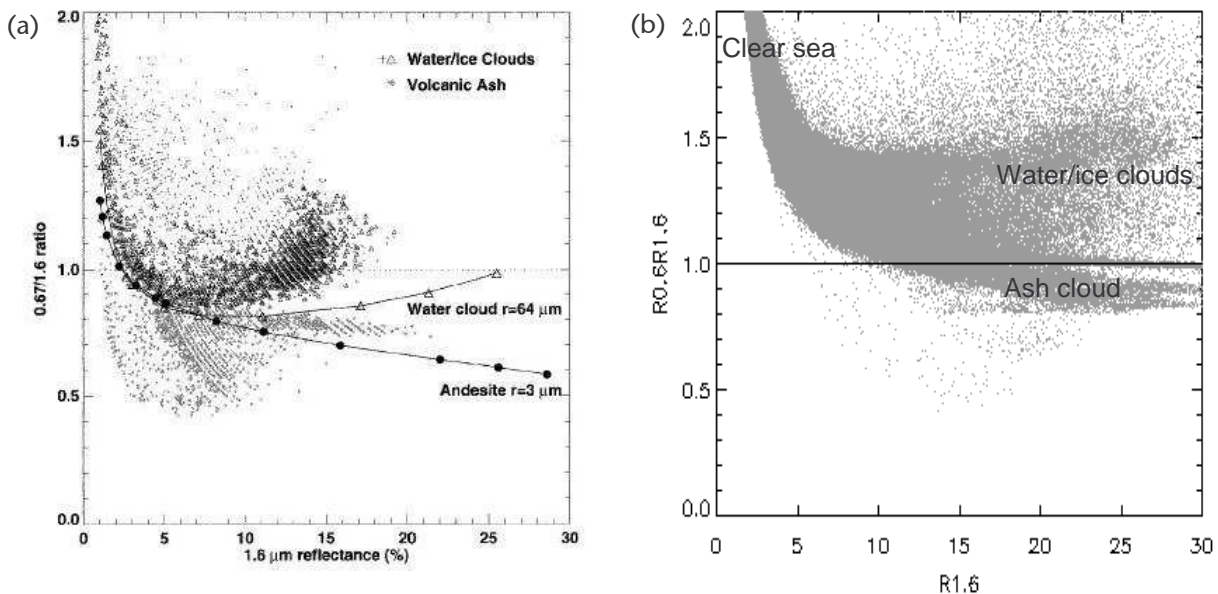 (a)
2.0
1.5
1.0
0.5
0.0
0.67/1.6 ratio
Water/Ice Clouds
Volcanic Ash
Water cloud r=64 μm
Andesite r=3 μm
0 5 10 15 20 25 30
1.6 μm reflectance (%)
(b)
2.0
1.5
1.0
0.5
0.0
R0.6R1.6
Clear sea
Water/ice clouds
Ash cloud
0 5 10 15 20 25 30
R1.6